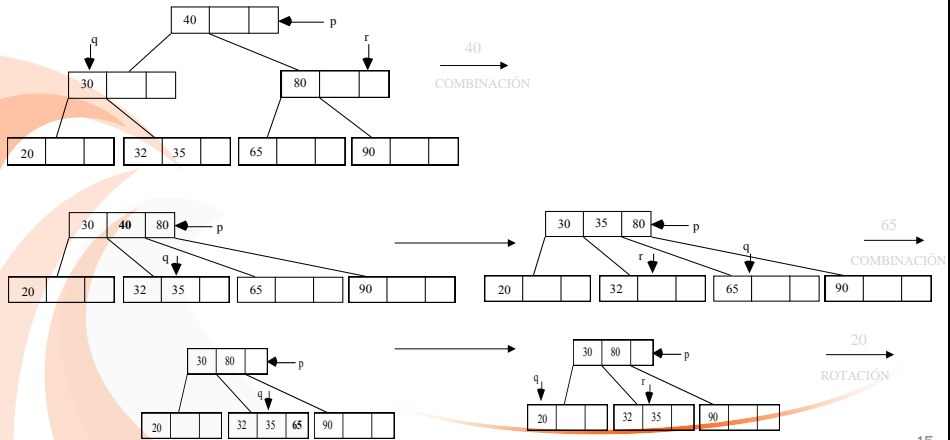 40 p
q r 40
30 80 COMBINACIÓN
20 32 35 65 90
30 40 80 p 30 35 80 p 65
q r q COMBINACIÓN
20 32 35 65 90 20 32 65 90
30 80 p 30 80 p 20
q q r ROTACIÓN
20 32 35 65 90 20 32 35 90
15